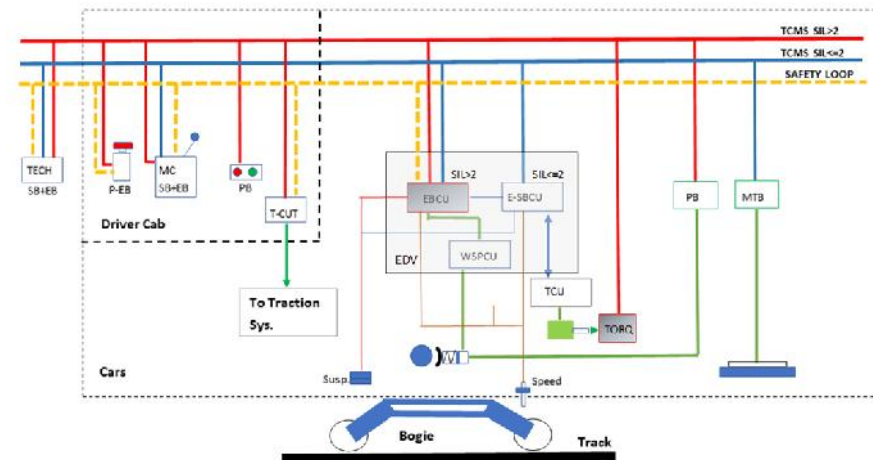 TCMS SIL>2
TCMS SIL<=2
SAFETY LOOP
TECH
SB+EB
P-EB
MC
SB+EB
PB
T-CUT
Driver Cab
SIL>2
SIL<=2
EBCU
E-SBCU
WSPCU
EDV
PB
MTB
TCU
TORQ
To Traction
Sys.
Cars
Susp.
Speed
Bogie
Track